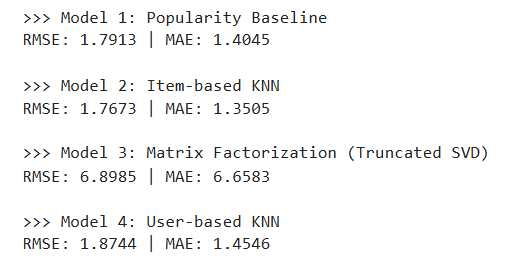 >>> Model 1: Popularity Baseline
RMSE: 1.7913 | MAE: 1.4045
>>> Model 2: Item-based KNN
RMSE: 1.7673 | MAE: 1.3505
>>> Model 3: Matrix Factorization (Truncated SVD)
RMSE: 6.8985 | MAE: 6.6583
>>> Model 4: User-based KNN
RMSE: 1.8744 | MAE: 1.4546